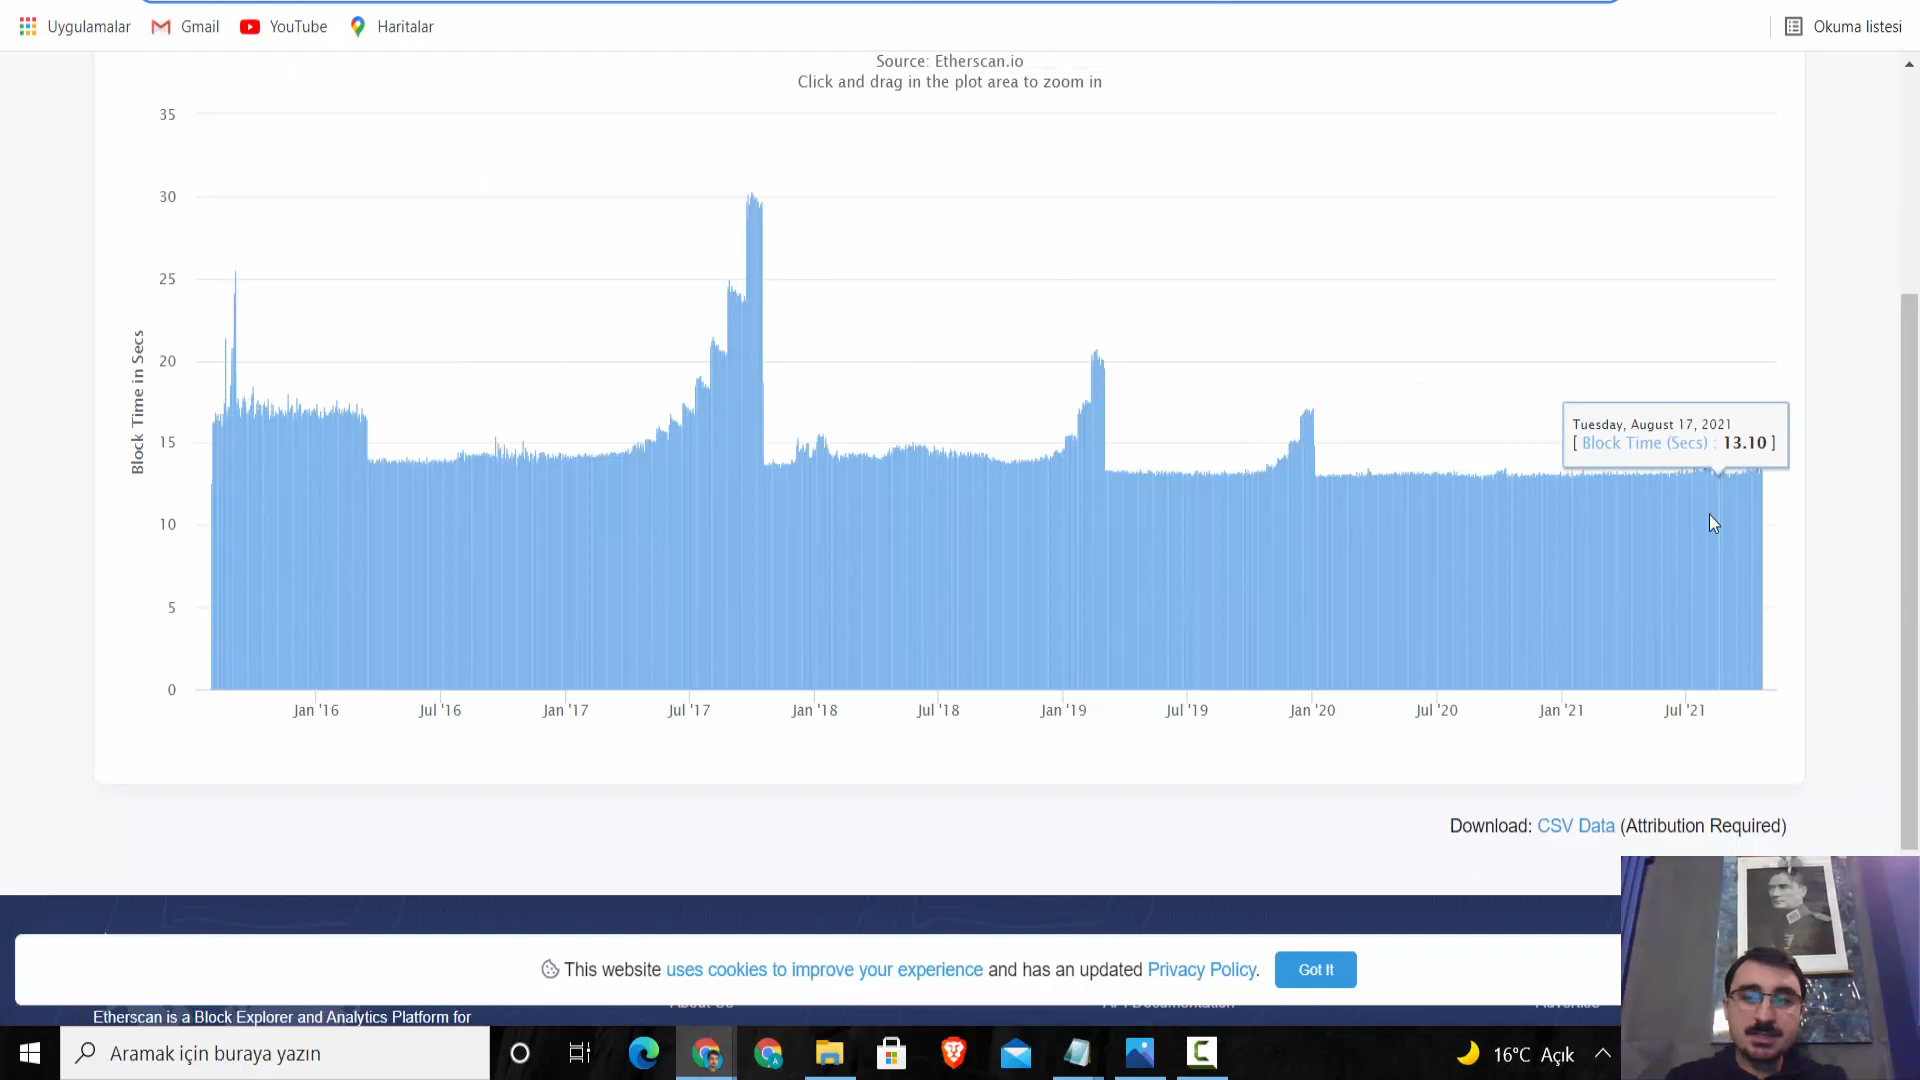 Uygulamalar Gmail YouTube Haritalar Okuma listesi
Source: Etherscan.io
Click and drag in the plot area to zoom in
35
30
25
20
15
10
5
0
Block Time in Secs
Tuesday, August 17, 2021
[ Block Time (Secs) : 13.10 ]
Jan '16 Jul '16 Jan '17 Jul '17 Jan '18 Jul '18 Jan '19 Jul '19 Jan '20 Jul '20 Jan '21 Jul '21
Download: CSV Data (Attribution Required)
This website uses cookies to improve your experience and has an updated Privacy Policy.
Got It
Etherscan is a Block Explorer and Analytics Platform for
Aramak için buraya yazın
16°C Açık